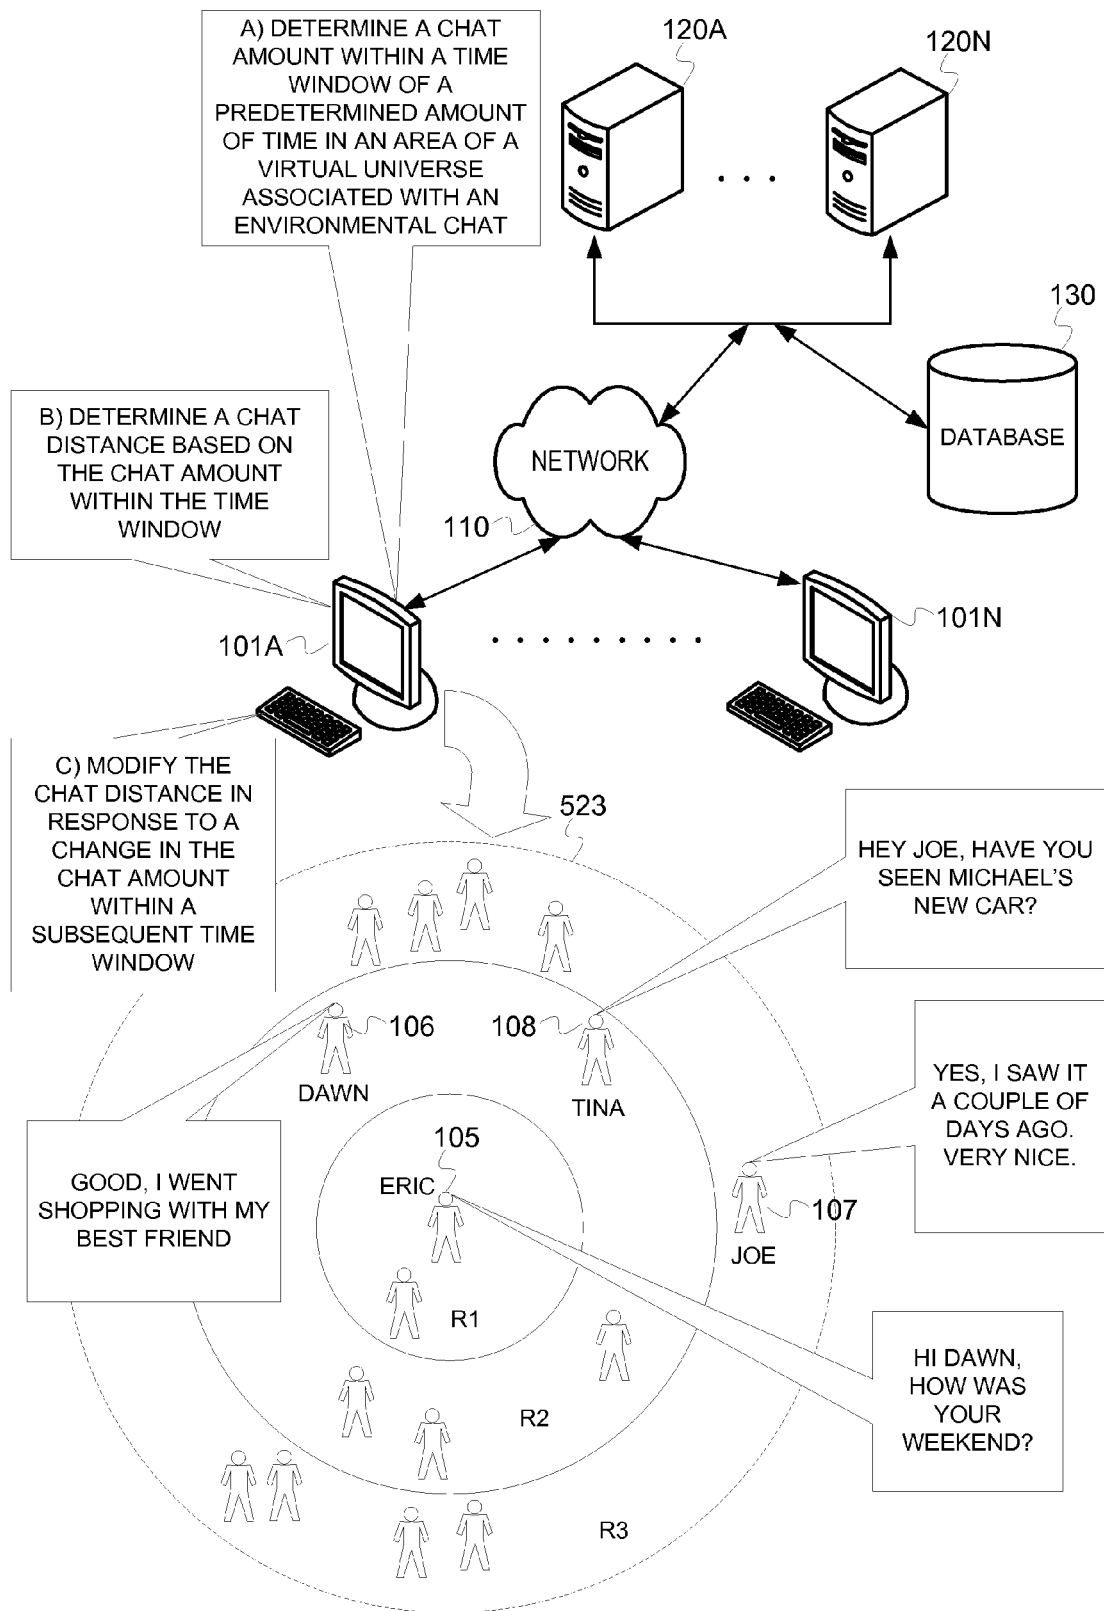 A) DETERMINE A CHAT
AMOUNT WITHIN A TIME
WINDOW OF A
PREDETERMINED AMOUNT
OF TIME IN AN AREA OF A
VIRTUAL UNIVERSE
ASSOCIATED WITH AN
ENVIRONMENTAL CHAT
120A
120N
130
DATABASE
B) DETERMINE A CHAT
DISTANCE BASED ON
THE CHAT AMOUNT
WITHIN THE TIME
WINDOW
NETWORK
110
101A
101N
C) MODIFY THE
CHAT DISTANCE IN
RESPONSE TO A
CHANGE IN THE
CHAT AMOUNT
WITHIN A
SUBSEQUENT TIME
WINDOW
523
HEY JOE, HAVE YOU
SEEN MICHAEL'S
NEW CAR?
106
108
DAWN
TINA
YES, I SAW IT
A COUPLE OF
DAYS AGO.
VERY NICE.
105
ERIC
GOOD, I WENT
SHOPPING WITH MY
BEST FRIEND
107
JOE
R1
HI DAWN,
HOW WAS
YOUR
WEEKEND?
R2
R3